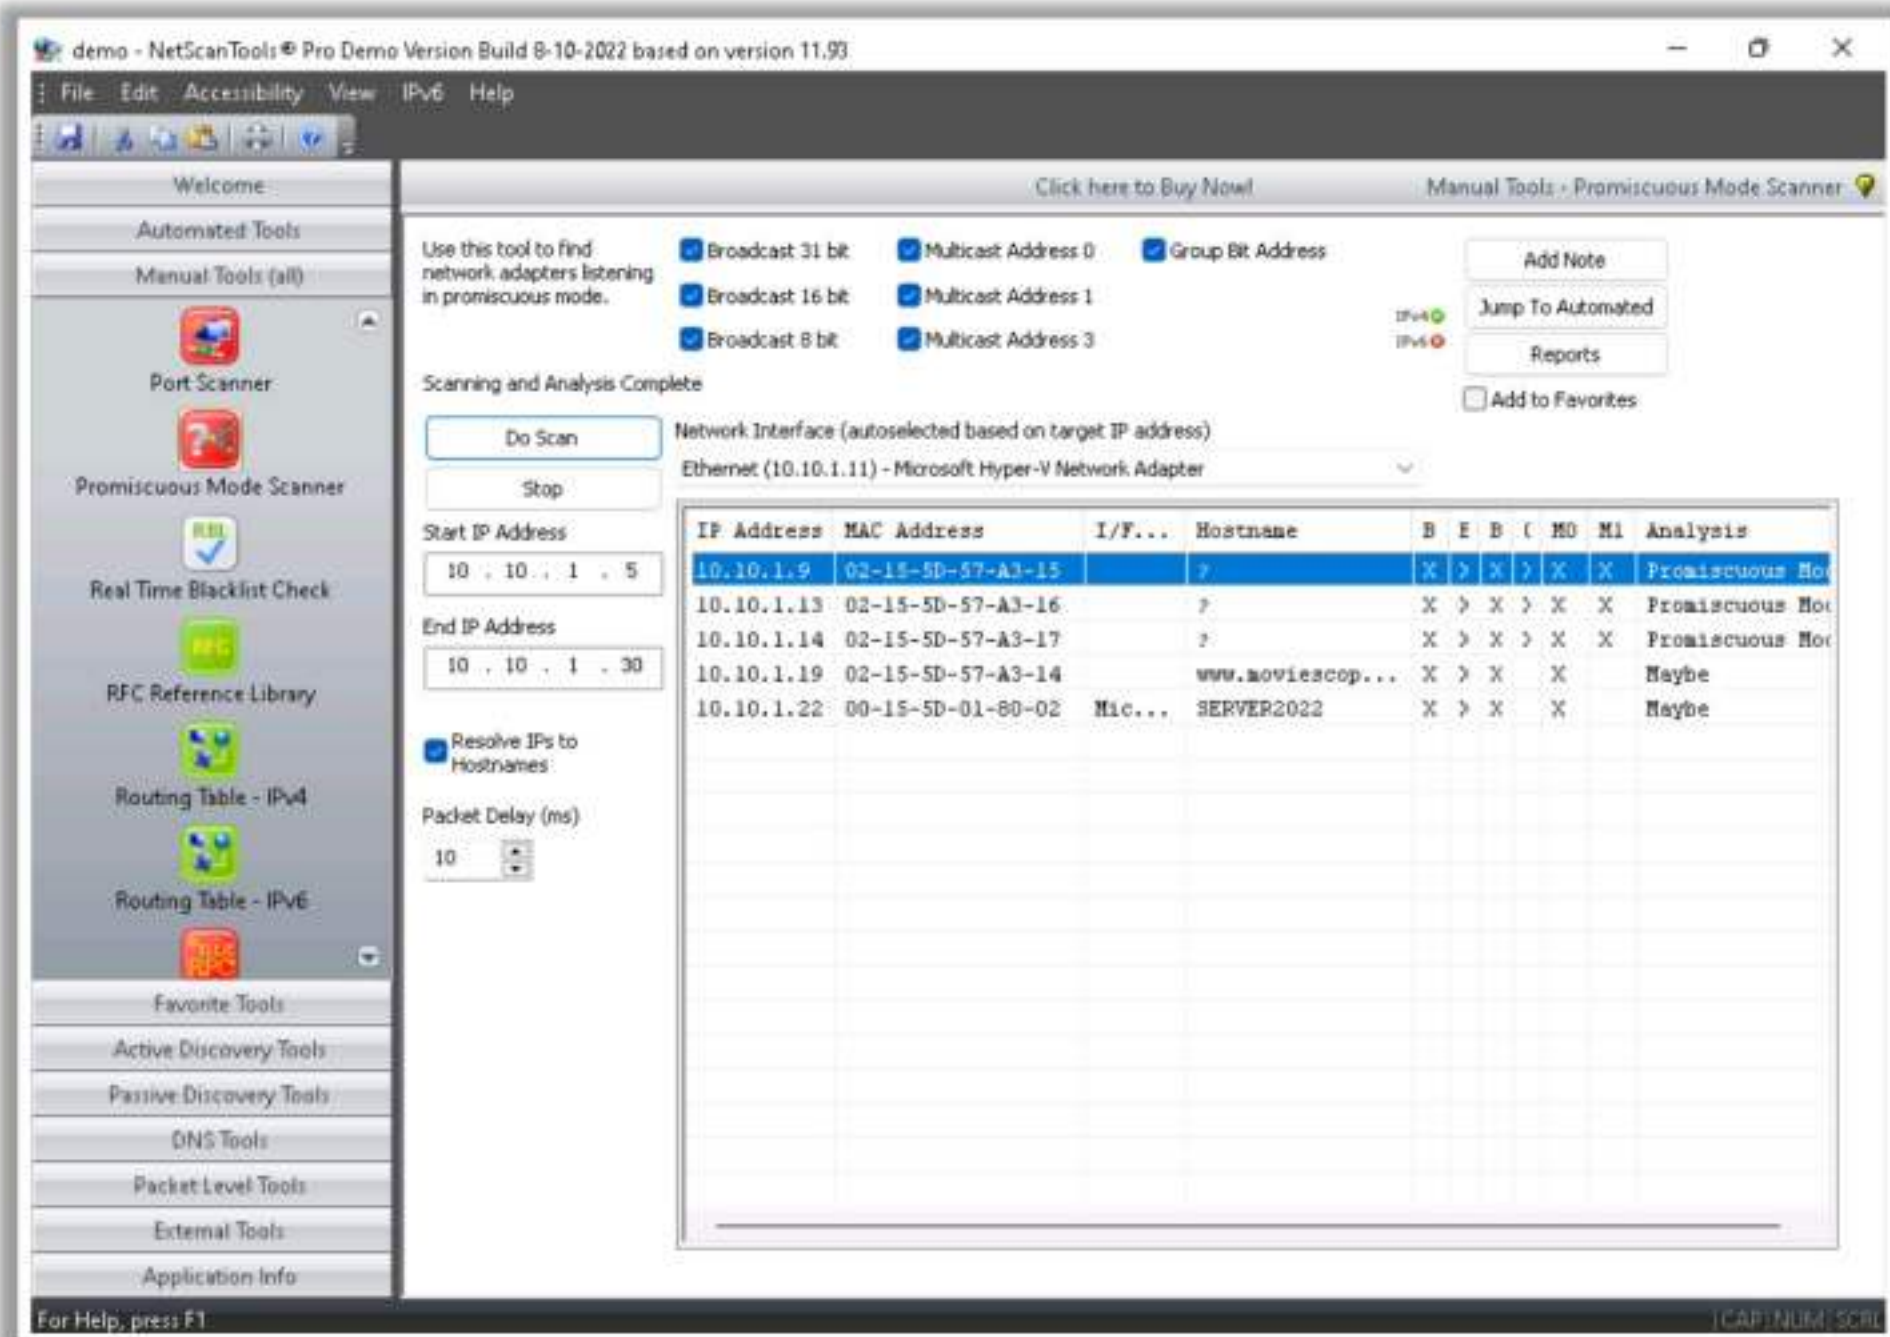 demo - NetScanTools® Pro Demo Version Build 8-10-2022 based on version 11.93
File Edit Accessibility View IPv6 Help
Welcome
Click here to Buy Now!
Manual Tools - Promiscuous Mode Scanner
Automated Tools
Manual Tools (all)
Port Scanner
Promiscuous Mode Scanner
RBL
Real Time Blacklist Check
RFC
RFC Reference Library
Routing Table - IPv4
Routing Table - IPv6
RPC
Favorite Tools
Active Discovery Tools
Passive Discovery Tools
DNS Tools
Packet Level Tools
External Tools
Application Info
Use this tool to find
network adapters listening
in promiscuous mode.
Broadcast 31 bit
Broadcast 16 bit
Broadcast 8 bit
Multicast Address 0
Multicast Address 1
Multicast Address 3
Group Bit Address
IPv4
IPv6
Add Note
Jump To Automated
Reports
Add to Favorites
Scanning and Analysis Complete
Do Scan
Stop
Network Interface (autoselected based on target IP address)
Ethernet (10.10.1.11) - Microsoft Hyper-V Network Adapter
Start IP Address
10 . 10 . 1 . 5
End IP Address
10 . 10 . 1 . 30
Resolve IPs to
Hostnames
Packet Delay (ms)
10
IP Address MAC Address I/F... Hostname B E B M0 M1 Analysis
10.10.1.9 02-15-5D-57-A3-15 ? X X X X Promiscuous Mo
10.10.1.13 02-15-5D-57-A3-16 ? X X X X Promiscuous Mo
10.10.1.14 02-15-5D-57-A3-17 ? X X X X Promiscuous Mo
10.10.1.19 02-15-5D-57-A3-14 www.moviescop... X X X Maybe
10.10.1.22 00-15-5D-01-80-02 Mic... SERVER2022 X X X Maybe
For Help, press F1
CAP NUM SCRL